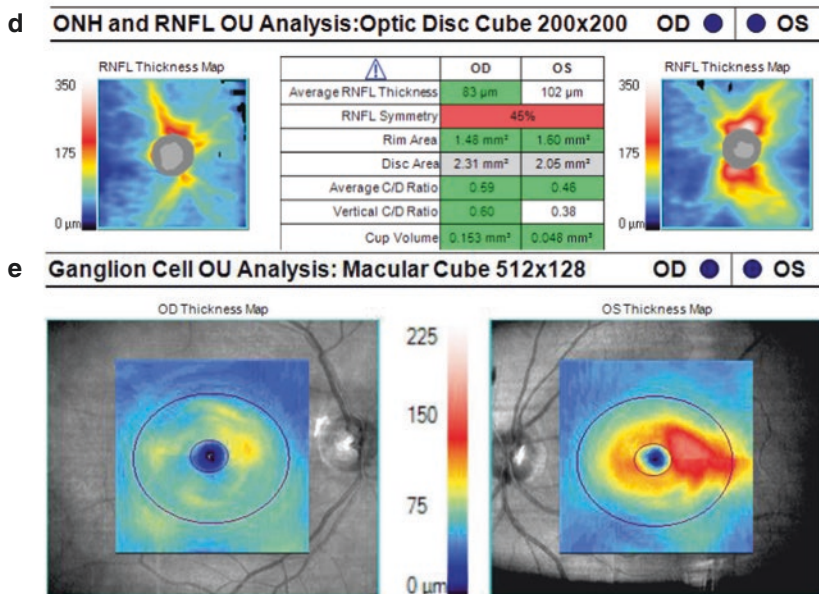 d ONH and RNFL OU Analysis:Optic Disc Cube 200x200 OD OS
RNFL Thickness Map
350
175
0 µm
OD OS
Average RNFL Thickness 83 µm 102 µm
RNFL Symmetry 45%
Rim Area 1.48 mm² 1.60 mm²
Disc Area 2.31 mm² 2.05 mm²
Average C/D Ratio 0.59 0.46
Vertical C/D Ratio 0.60 0.38
Cup Volume 0.153 mm³ 0.048 mm³
RNFL Thickness Map
350
175
0 µm
e Ganglion Cell OU Analysis: Macular Cube 512x128 OD OS
OD Thickness Map
225
150
75
0 µm
OS Thickness Map